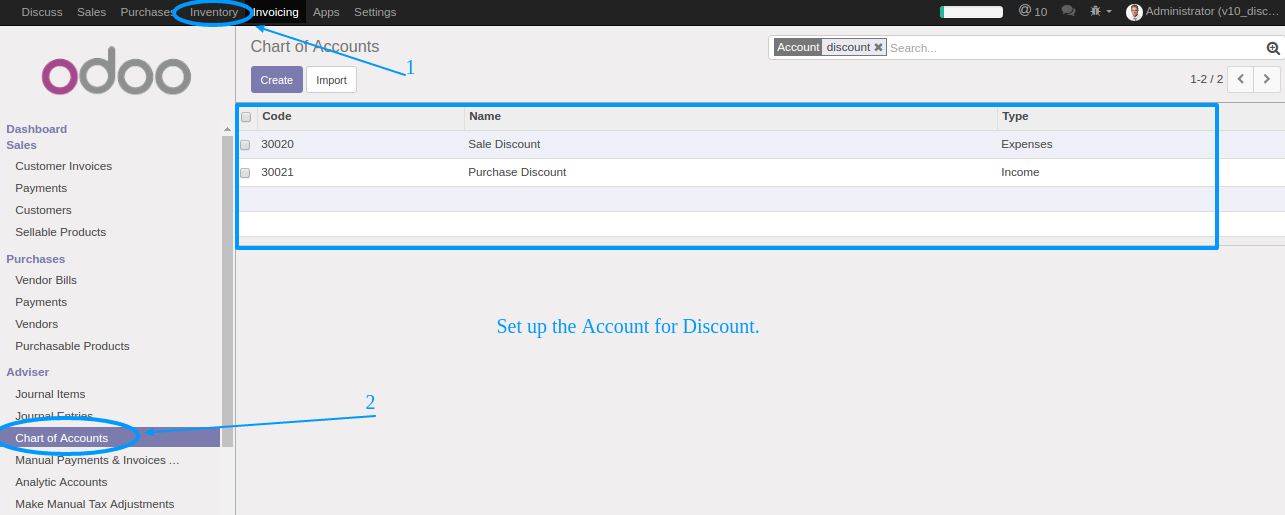 Discuss Sales Purchases Inventory Invoicing Apps Settings @ 10 Administrator (v10_disc...
odoo
Chart of Accounts
Account discount Search...
1
Create Import
1-2 / 2
Code Name Type
30020 Sale Discount Expenses
30021 Purchase Discount Income
Set up the Account for Discount.
Dashboard
Sales
Customer Invoices
Payments
Customers
Sellable Products
Purchases
Vendor Bills
Payments
Vendors
Purchasable Products
Adviser
Journal Items
Journal Entries
2
Chart of Accounts
Manual Payments & Invoices ...
Analytic Accounts
Make Manual Tax Adjustments